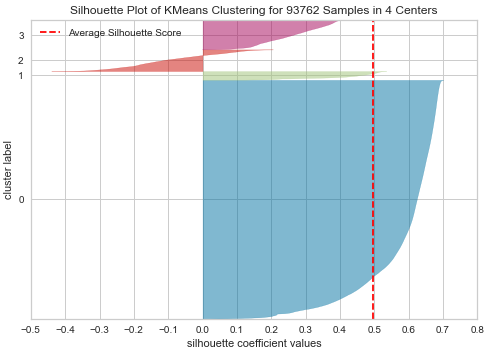 Silhouette Plot of KMeans Clustering for 93762 Samples in 4 Centers
Average Silhouette Score
3
2
1
0
cluster label
−0.5 −0.4 −0.3 −0.2 −0.1 0.0 0.1 0.2 0.3 0.4 0.5 0.6 0.7 0.8
silhouette coefficient values